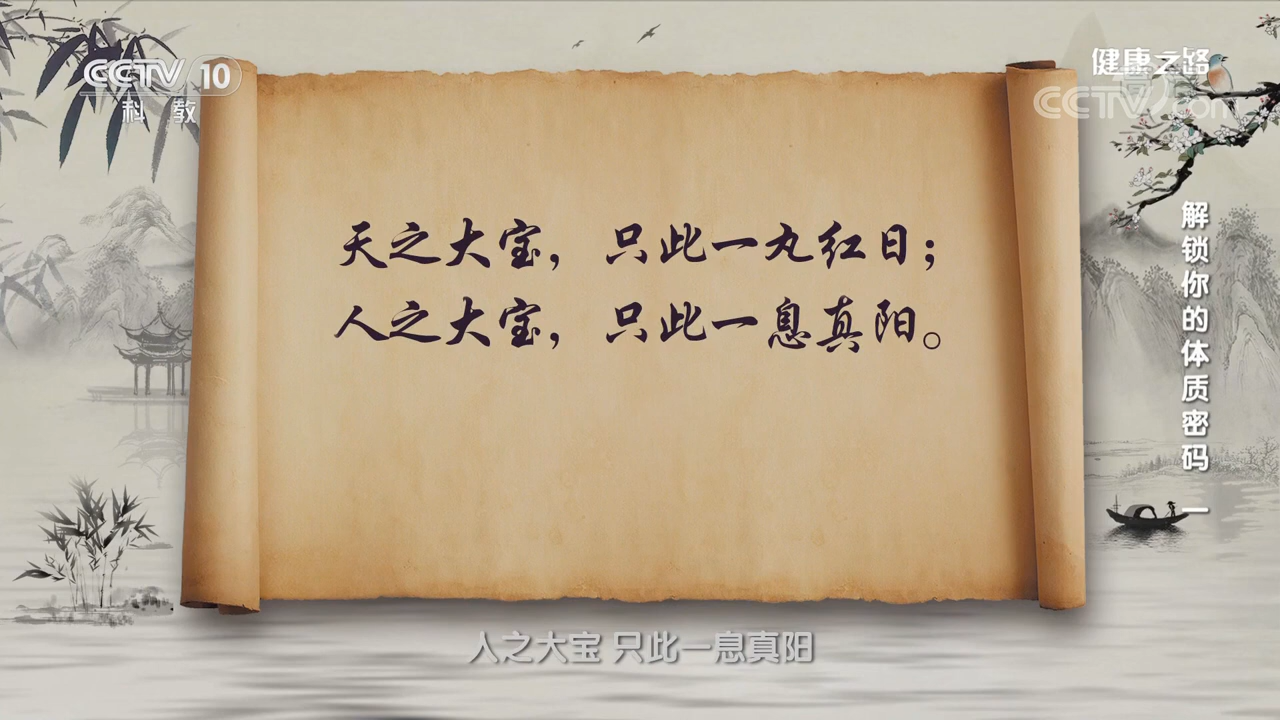 CCTV 10
科教
健康之路
CCTV.com
天之大宝，只此一丸红日；
人之大宝，只此一息真阳。
解锁你的体质密码 一
人之大宝 只此一息真阳